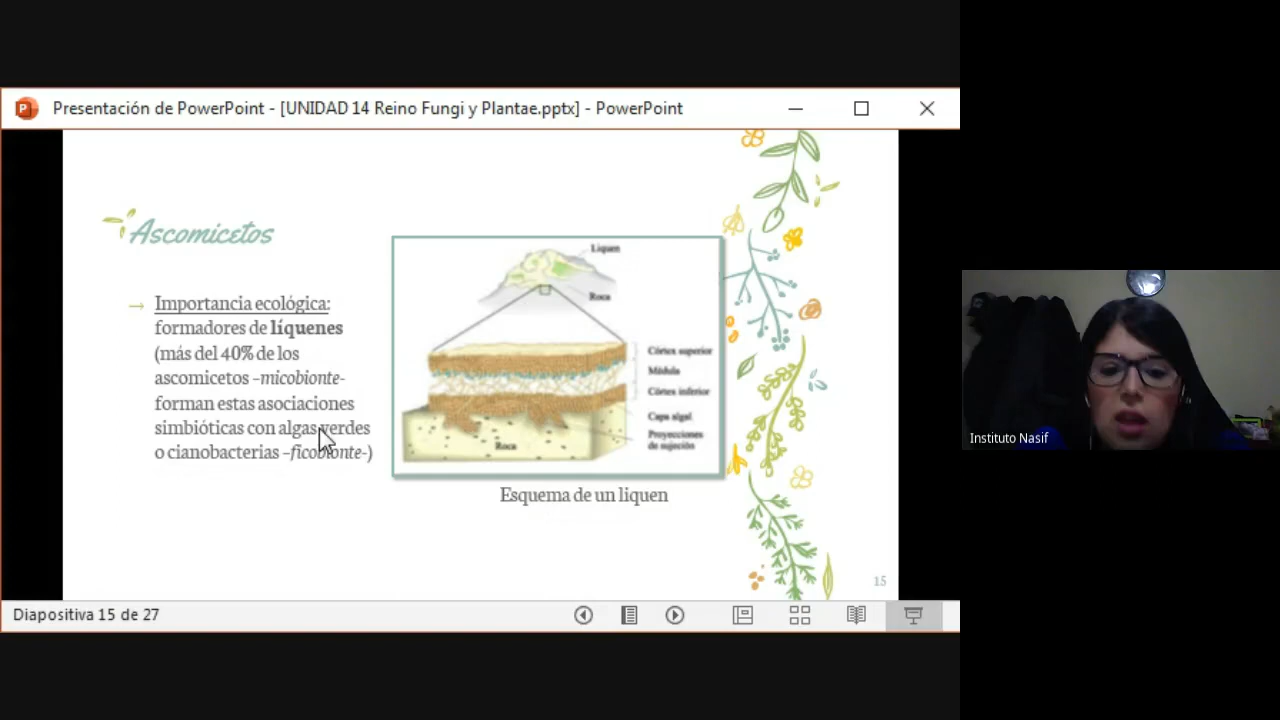 Presentación de PowerPoint - [UNIDAD 14 Reino Fungi y Plantae.pptx] - PowerPoint
Ascomicetos
→ Importancia ecológica:
formadores de líquenes
(más del 40% de los
ascomicetos –micobionte-
forman estas asociaciones
simbióticas con algas verdes
o cianobacterias –ficobionte-)
Liquen
Roca
Córtex superior
Médula
Córtex inferior
Capa algal
Proyecciones
de sujeción
Roca
Esquema de un liquen
15
Diapositiva 15 de 27
Instituto Nasif